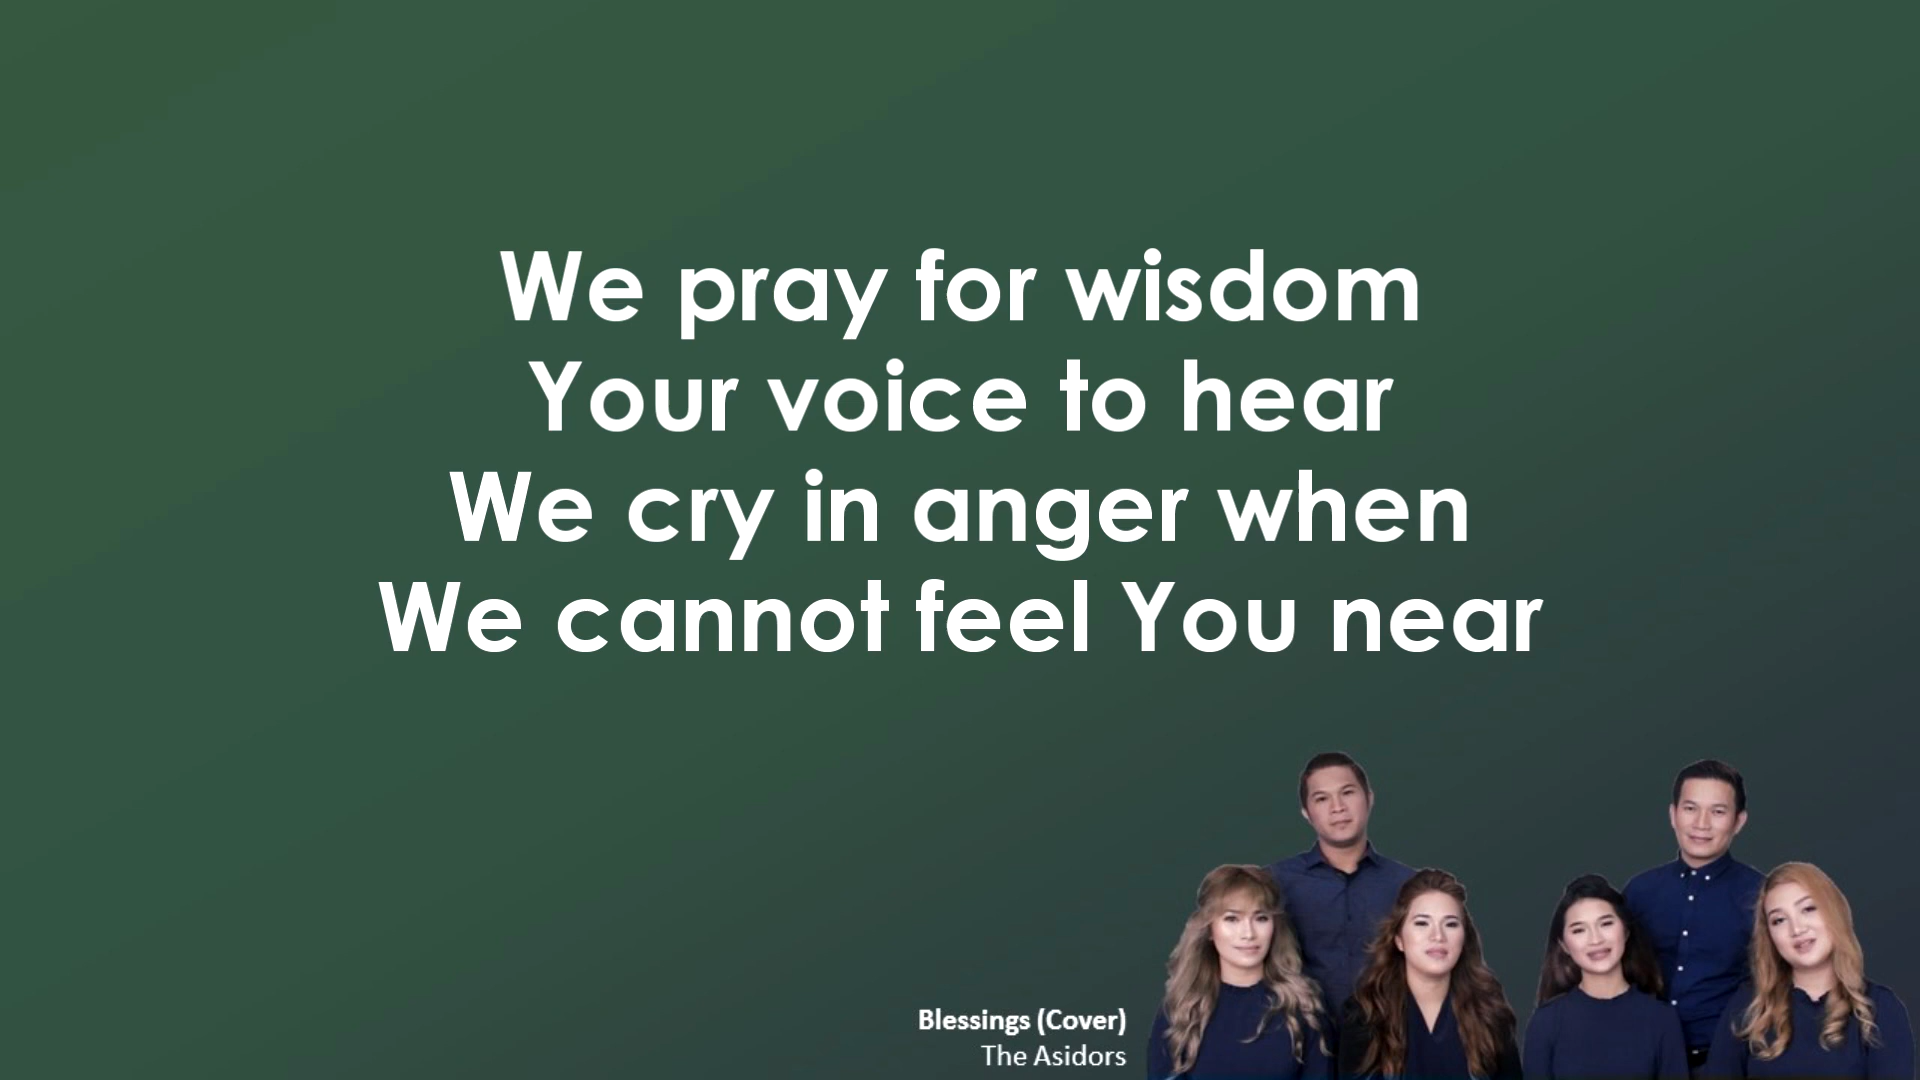 We pray for wisdom
Your voice to hear
We cry in anger when
We cannot feel You near
Blessings (Cover)
The Asidors